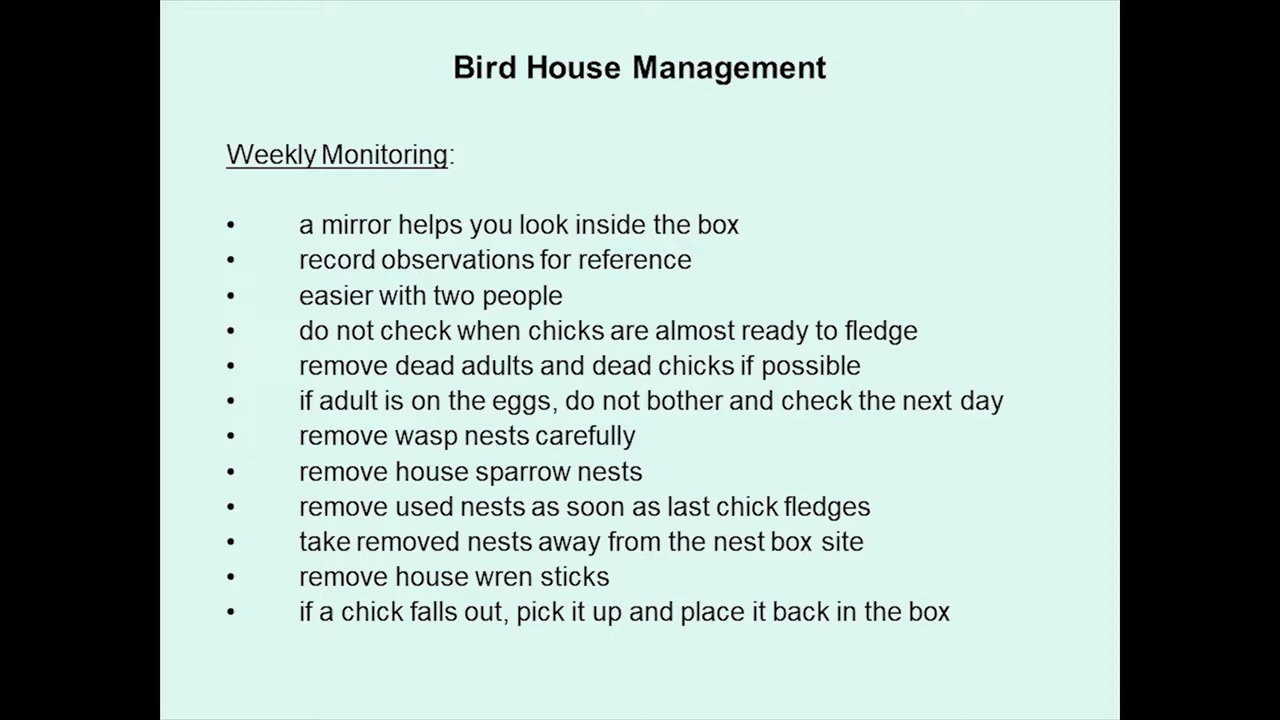 Bird House Management
Weekly Monitoring:
• a mirror helps you look inside the box
• record observations for reference
• easier with two people
• do not check when chicks are almost ready to fledge
• remove dead adults and dead chicks if possible
• if adult is on the eggs, do not bother and check the next day
• remove wasp nests carefully
• remove house sparrow nests
• remove used nests as soon as last chick fledges
• take removed nests away from the nest box site
• remove house wren sticks
• if a chick falls out, pick it up and place it back in the box